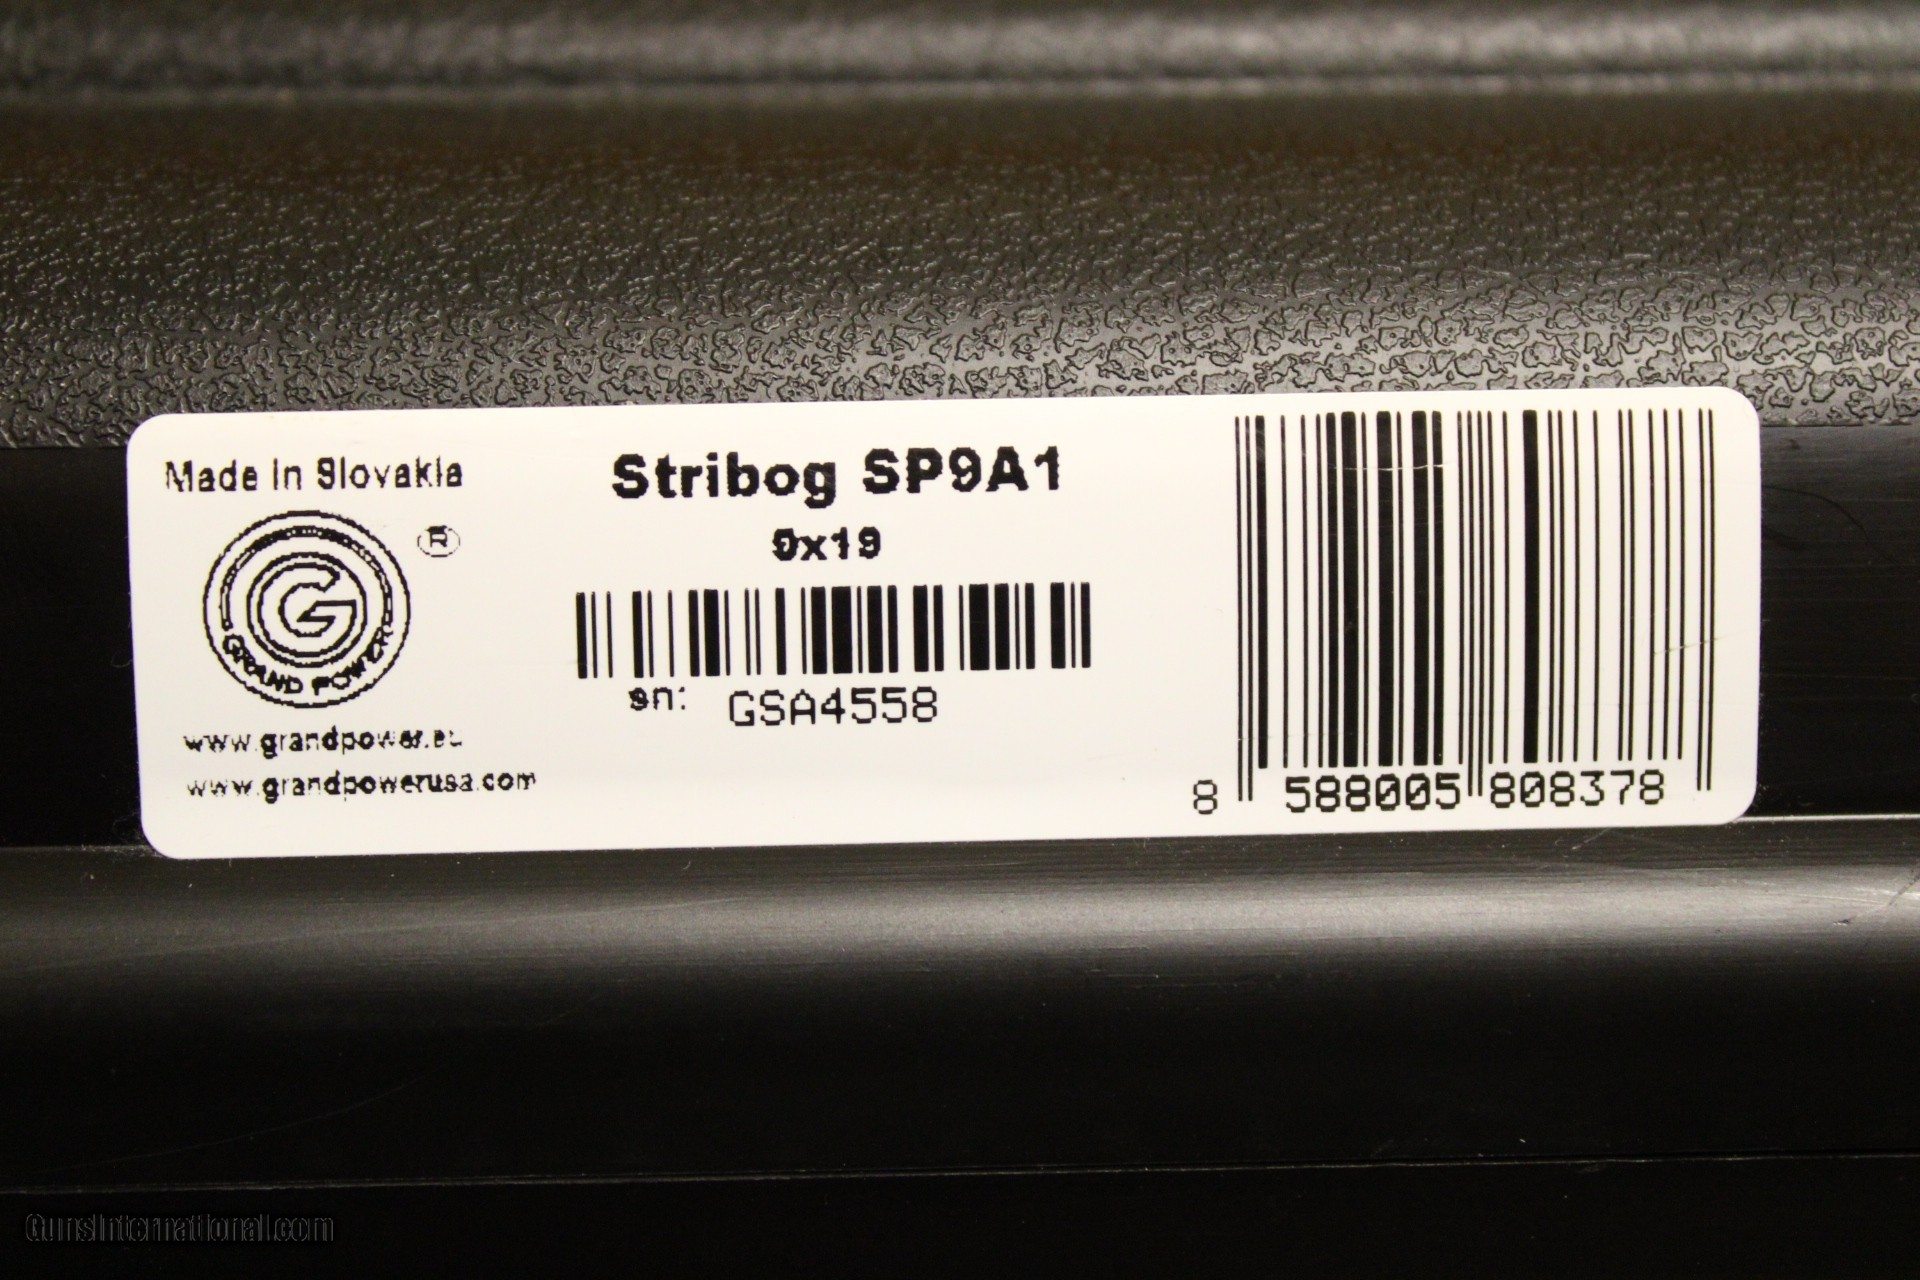 Made in Slovakia
®
GRAND POWER
www.grandpower.eu
www.grandpowerusa.com
Stribog SP9A1
9x19
sn: GSA4558
8 588005 808378
GunsInternational.com